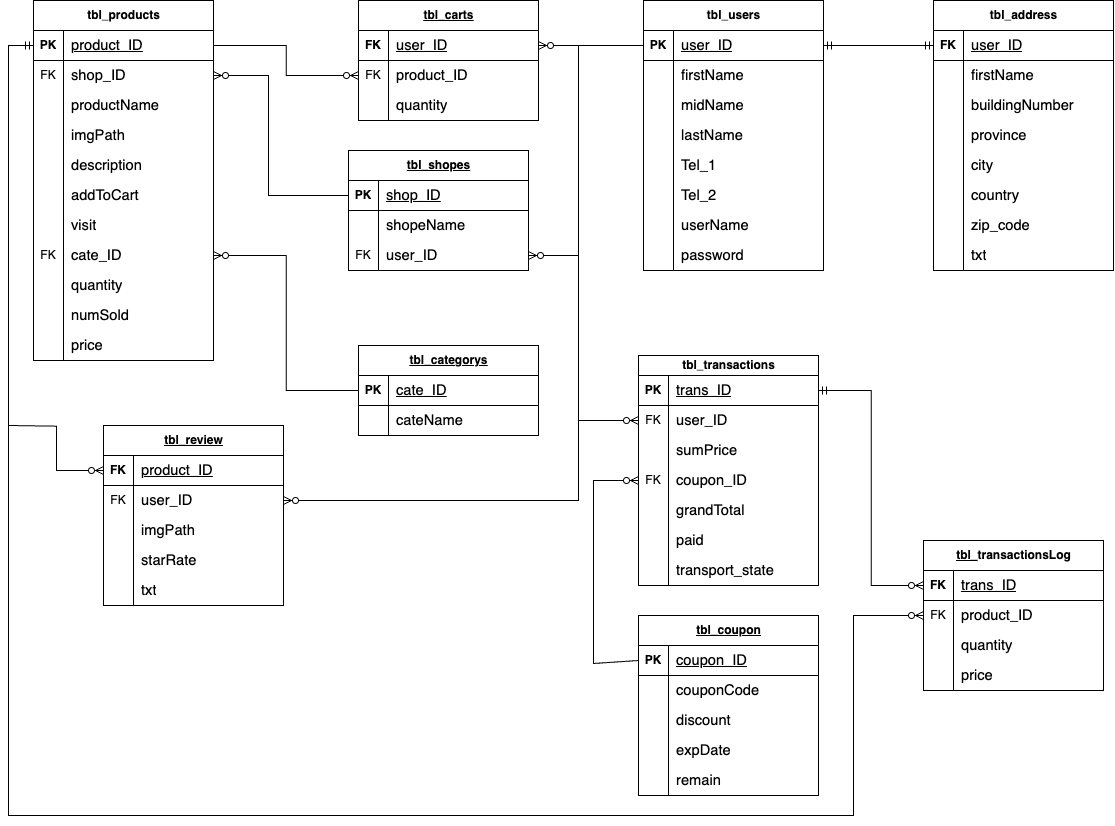 tbl_products
PK product_ID
FK shop_ID
productName
imgPath
description
addToCart
visit
FK cate_ID
quantity
numSold
price
tbl_carts
FK user_ID
FK product_ID
quantity
tbl_users
PK user_ID
firstName
midName
lastName
Tel_1
Tel_2
userName
password
tbl_address
FK user_ID
firstName
buildingNumber
province
city
country
zip_code
txt
tbl_shopes
PK shop_ID
shopeName
FK user_ID
tbl_categorys
PK cate_ID
cateName
tbl_transactions
PK trans_ID
FK user_ID
sumPrice
FK coupon_ID
grandTotal
paid
transport_state
tbl_review
FK product_ID
FK user_ID
imgPath
starRate
txt
tbl_transactionsLog
FK trans_ID
FK product_ID
quantity
price
tbl_coupon
PK coupon_ID
couponCode
discount
expDate
remain